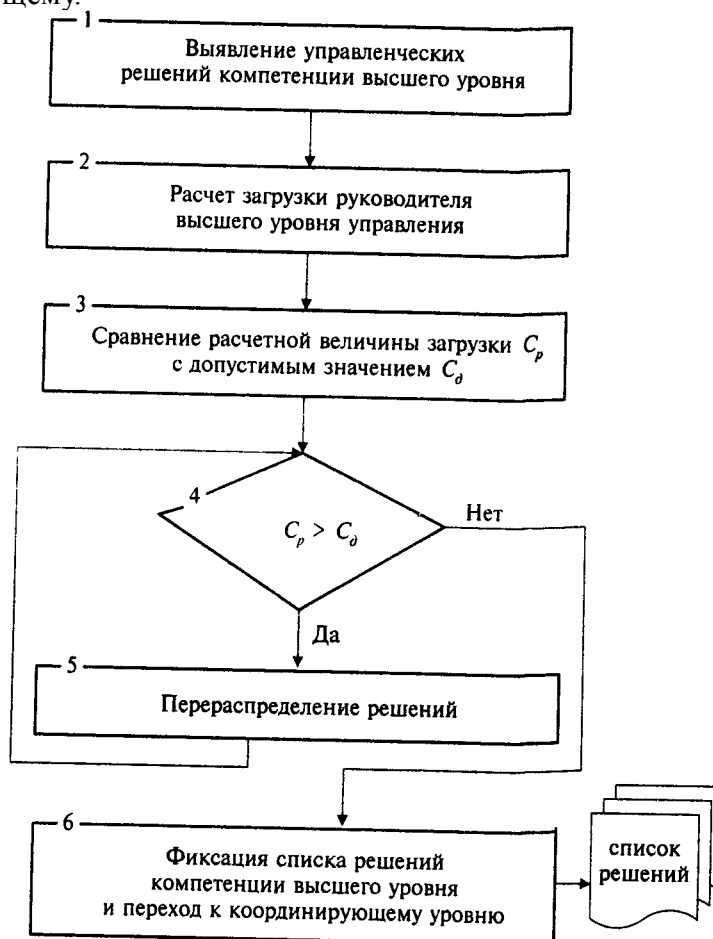 щему.
1
Выявление управленческих
решений компетенции высшего уровня
2
Расчет загрузки руководителя
высшего уровня управления
3
Сравнение расчетной величины загрузки Cр
с допустимым значением Cд
4
Cр > Cд
Нет
Да
5
Перераспределение решений
6
Фиксация списка решений
компетенции высшего уровня
и переход к координирующему уровню
список
решений